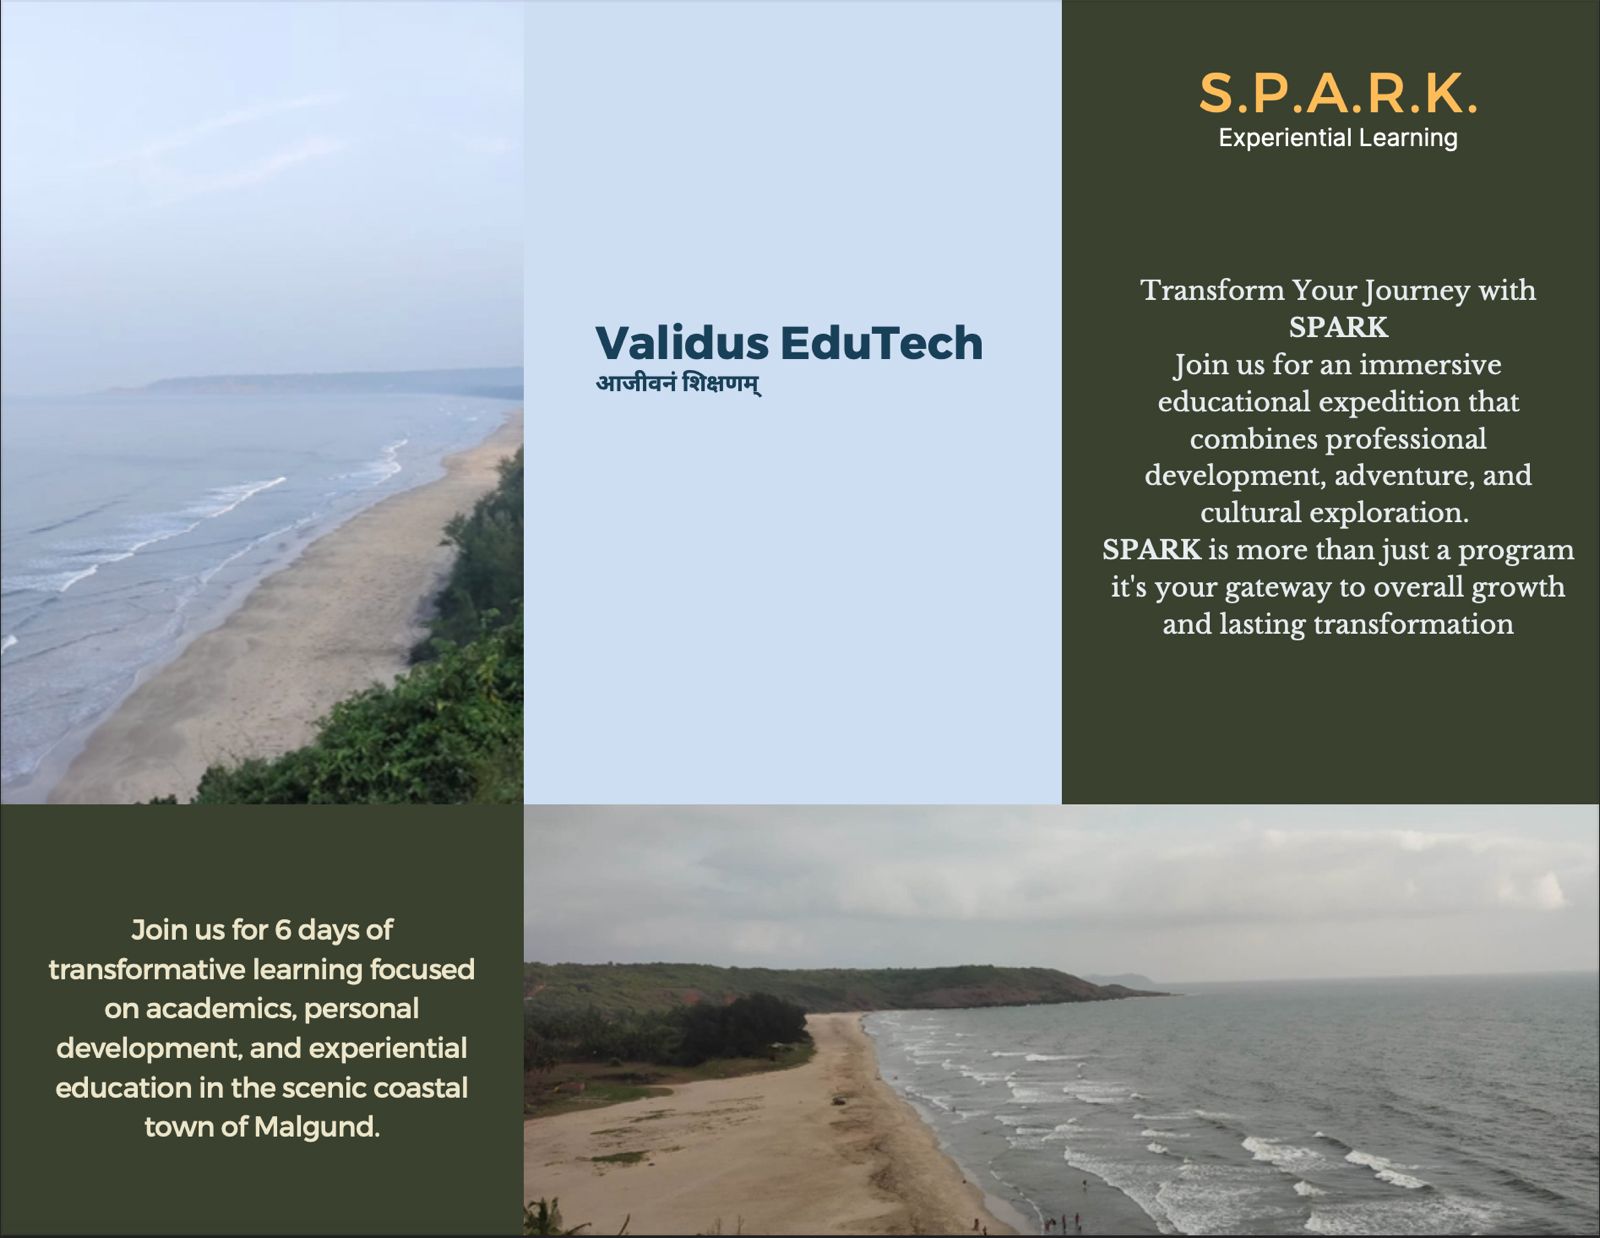 Validus EduTech
आजीवनं शिक्षणम्
S.P.A.R.K.
Experiential Learning
Transform Your Journey with
SPARK
Join us for an immersive
educational expedition that
combines professional
development, adventure, and
cultural exploration.
SPARK is more than just a program
it's your gateway to overall growth
and lasting transformation
Join us for 6 days of
transformative learning focused
on academics, personal
development, and experiential
education in the scenic coastal
town of Malgund.